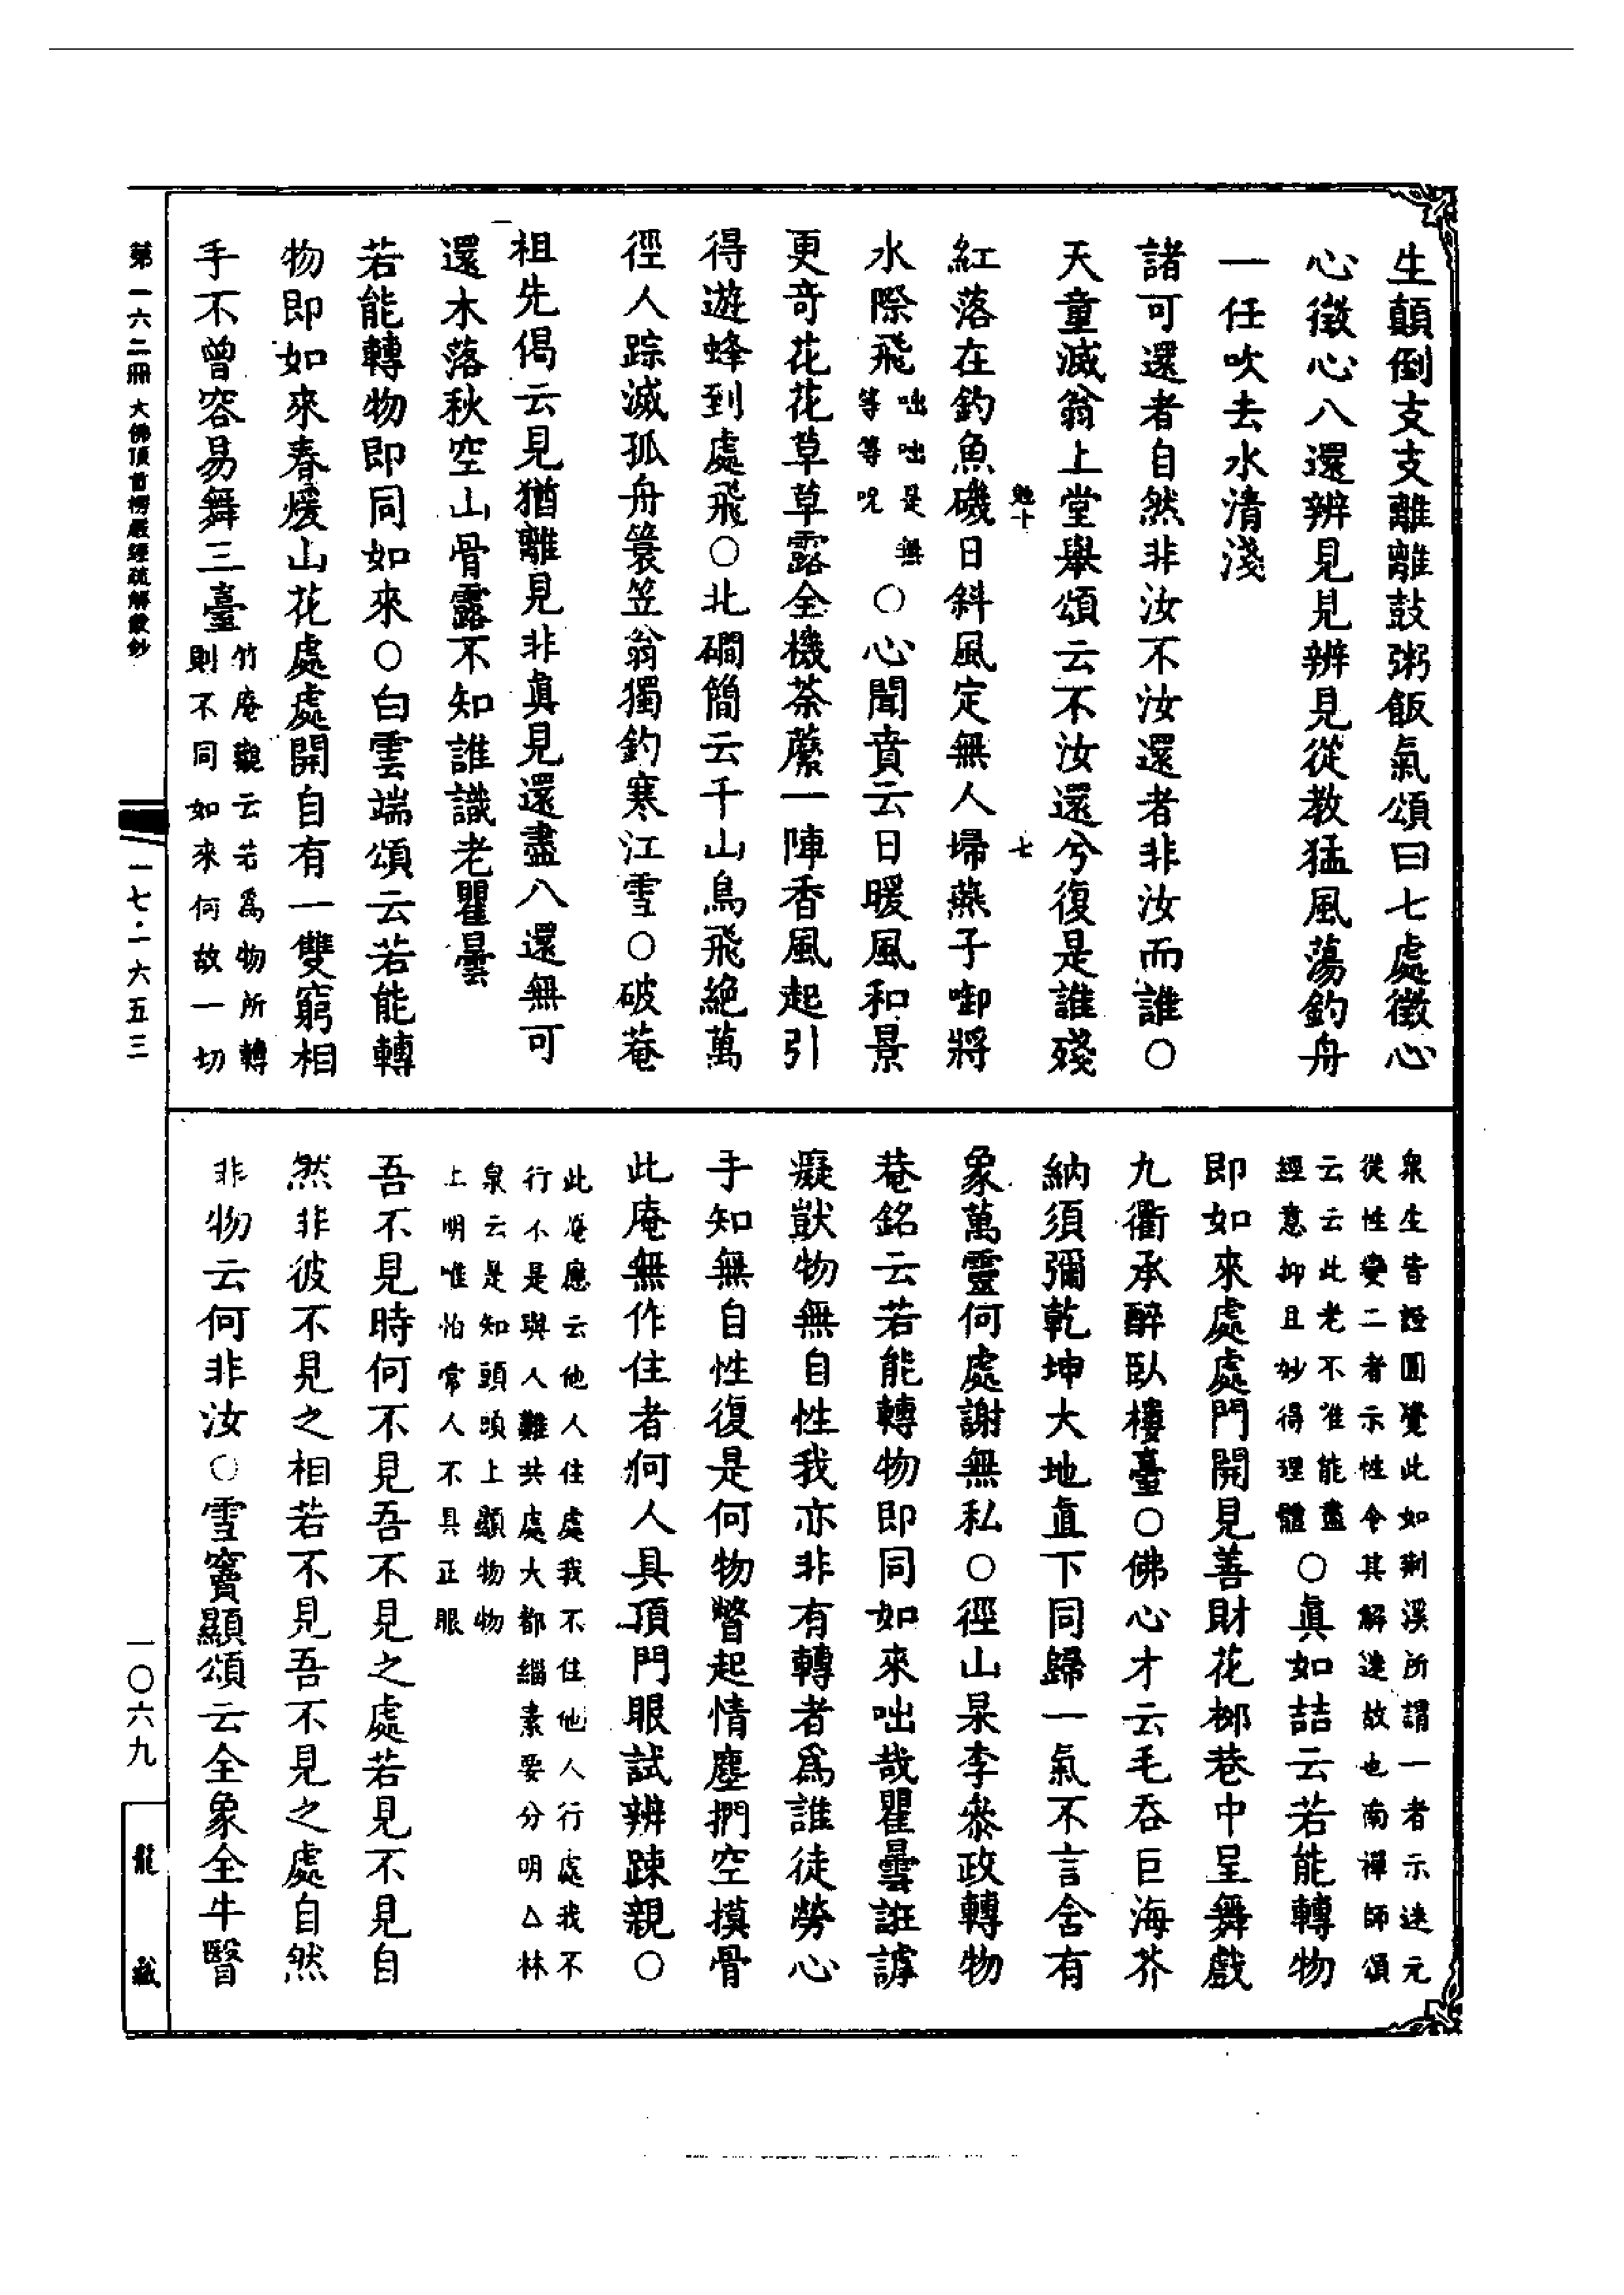 生顛倒支支離離鼓粥飯氣頌曰七處徵心
心徵心八還辨見見辨見從教猛風蕩釣舟
一任吹去水清淺
諸可還者自然非汝不汝還者非汝而誰○
天童滅翁上堂舉頌云不汝還兮復是誰殘
紅落在釣魚磯日斜風定無人埽燕子啣將
水際飛咄咄是無
等等呪
○心聞賁云日暖風和景
更奇花花草草露全機荼蘼一陣香風起引
得遊蜂到處飛○北磵簡云千山鳥飛絕萬
徑人踪滅孤舟簑笠翁獨釣寒江雪○破菴
祖先偈云見猶離見非眞見還盡八還無可
還木落秋空山骨露不知誰識老瞿曇
若能轉物即同如來○白雲端頌云若能轉
物即如來春煖山花處處開自有一雙窮相
手不曾容易舞三臺竹庵觀云若爲物所轉
則不同如來何故一切
衆生皆證圓覺此如荆溪所謂一者示迷元
從性變二者示性令其解迷故也南禪師頌
云云此老不唯能盡
經意抑且妙得理體
○眞如喆云若能轉物
即如來處處門開見善財花柳巷中呈舞戲
九衢承醉臥樓臺○佛心才云毛吞巨海芥
納須彌乾坤大地直下同歸一氣不言含有
象萬靈何處謝無私○徑山杲李叅政轉物
菴銘云若能轉物即同如來咄哉瞿曇誑謼
癡獃物無自性我亦非有轉者爲誰徒勞心
手知無自性復是何物瞥起情塵捫空摸骨
此庵無作住者何人具頂門眼試辨踈親○
此庵應云他人住處我不住他人行處我不
行不是與人難共處大都緇素要分明△林
泉云是知頭頭上顯物物
上明唯怕常人不具正眼
吾不見時何不見吾不見之處若見不見自
然非彼不見之相若不見吾不見之處自然
非物云何非汝○雪竇顯頌云全象全牛瞖
勉十
七
第一六二冊 大佛頂首楞嚴經疏解蒙鈔
一七·一六五三
一〇六九
龍藏